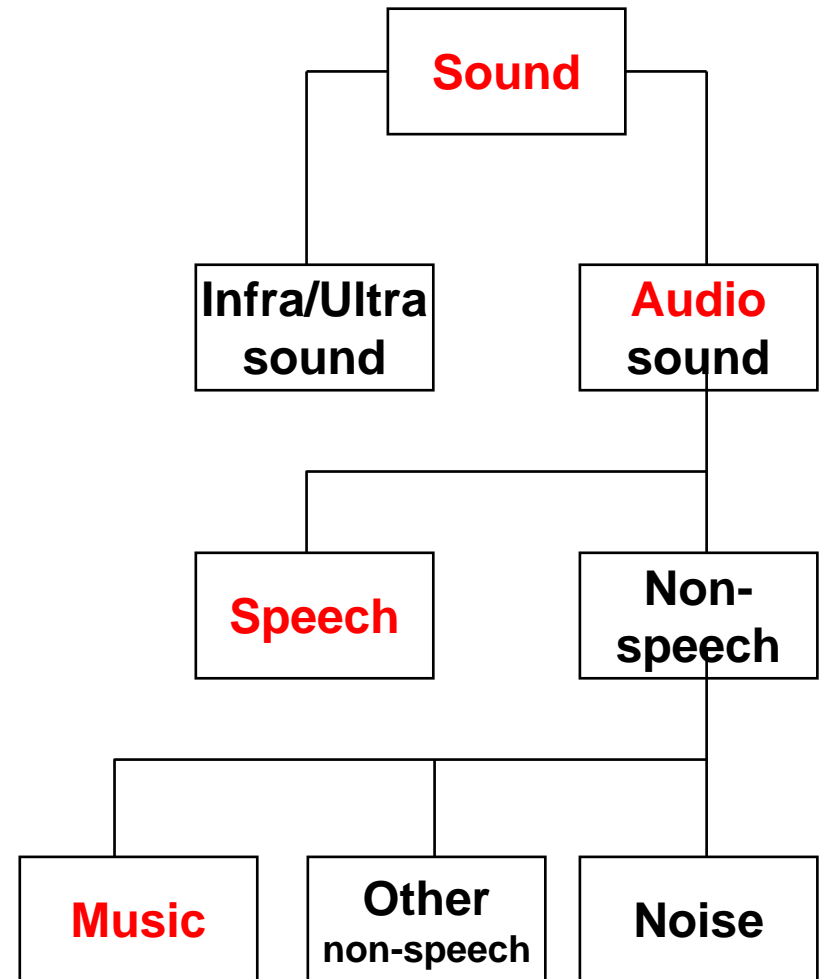 Sound
Infra/Ultra
sound
Audio
sound
Speech
Non-
speech
Music
Other
non-speech
Noise